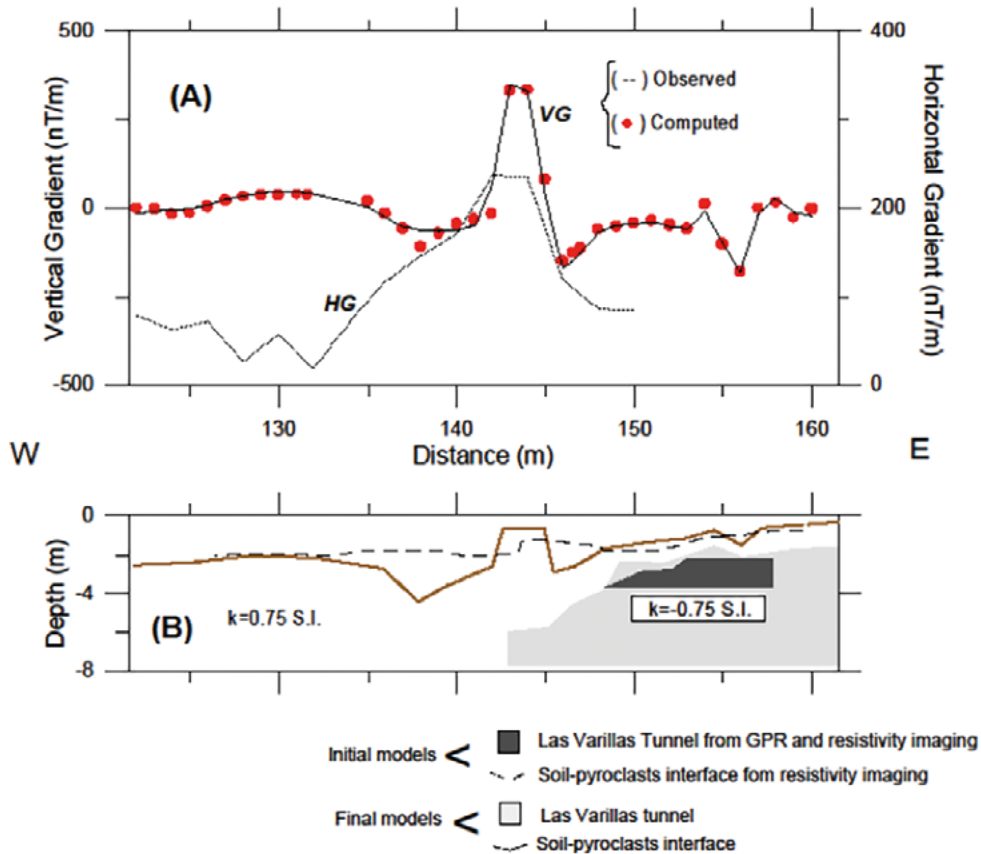 500
400
(A)
VG
( -- ) Observed
( • ) Computed
Vertical Gradient (nT/m)
Horizontal Gradient (nT/m)
0
200
HG
-500
0
130
140
150
160
W
Distance (m)
E
0
Depth (m)
-4
k=0.75 S.I.
(B)
k=-0.75 S.I.
-8
Initial models <
Las Varillas Tunnel from GPR and resistivity imaging
Soil-pyroclasts interface fom resistivity imaging
Final models <
Las Varillas tunnel
Soil-pyroclasts interface